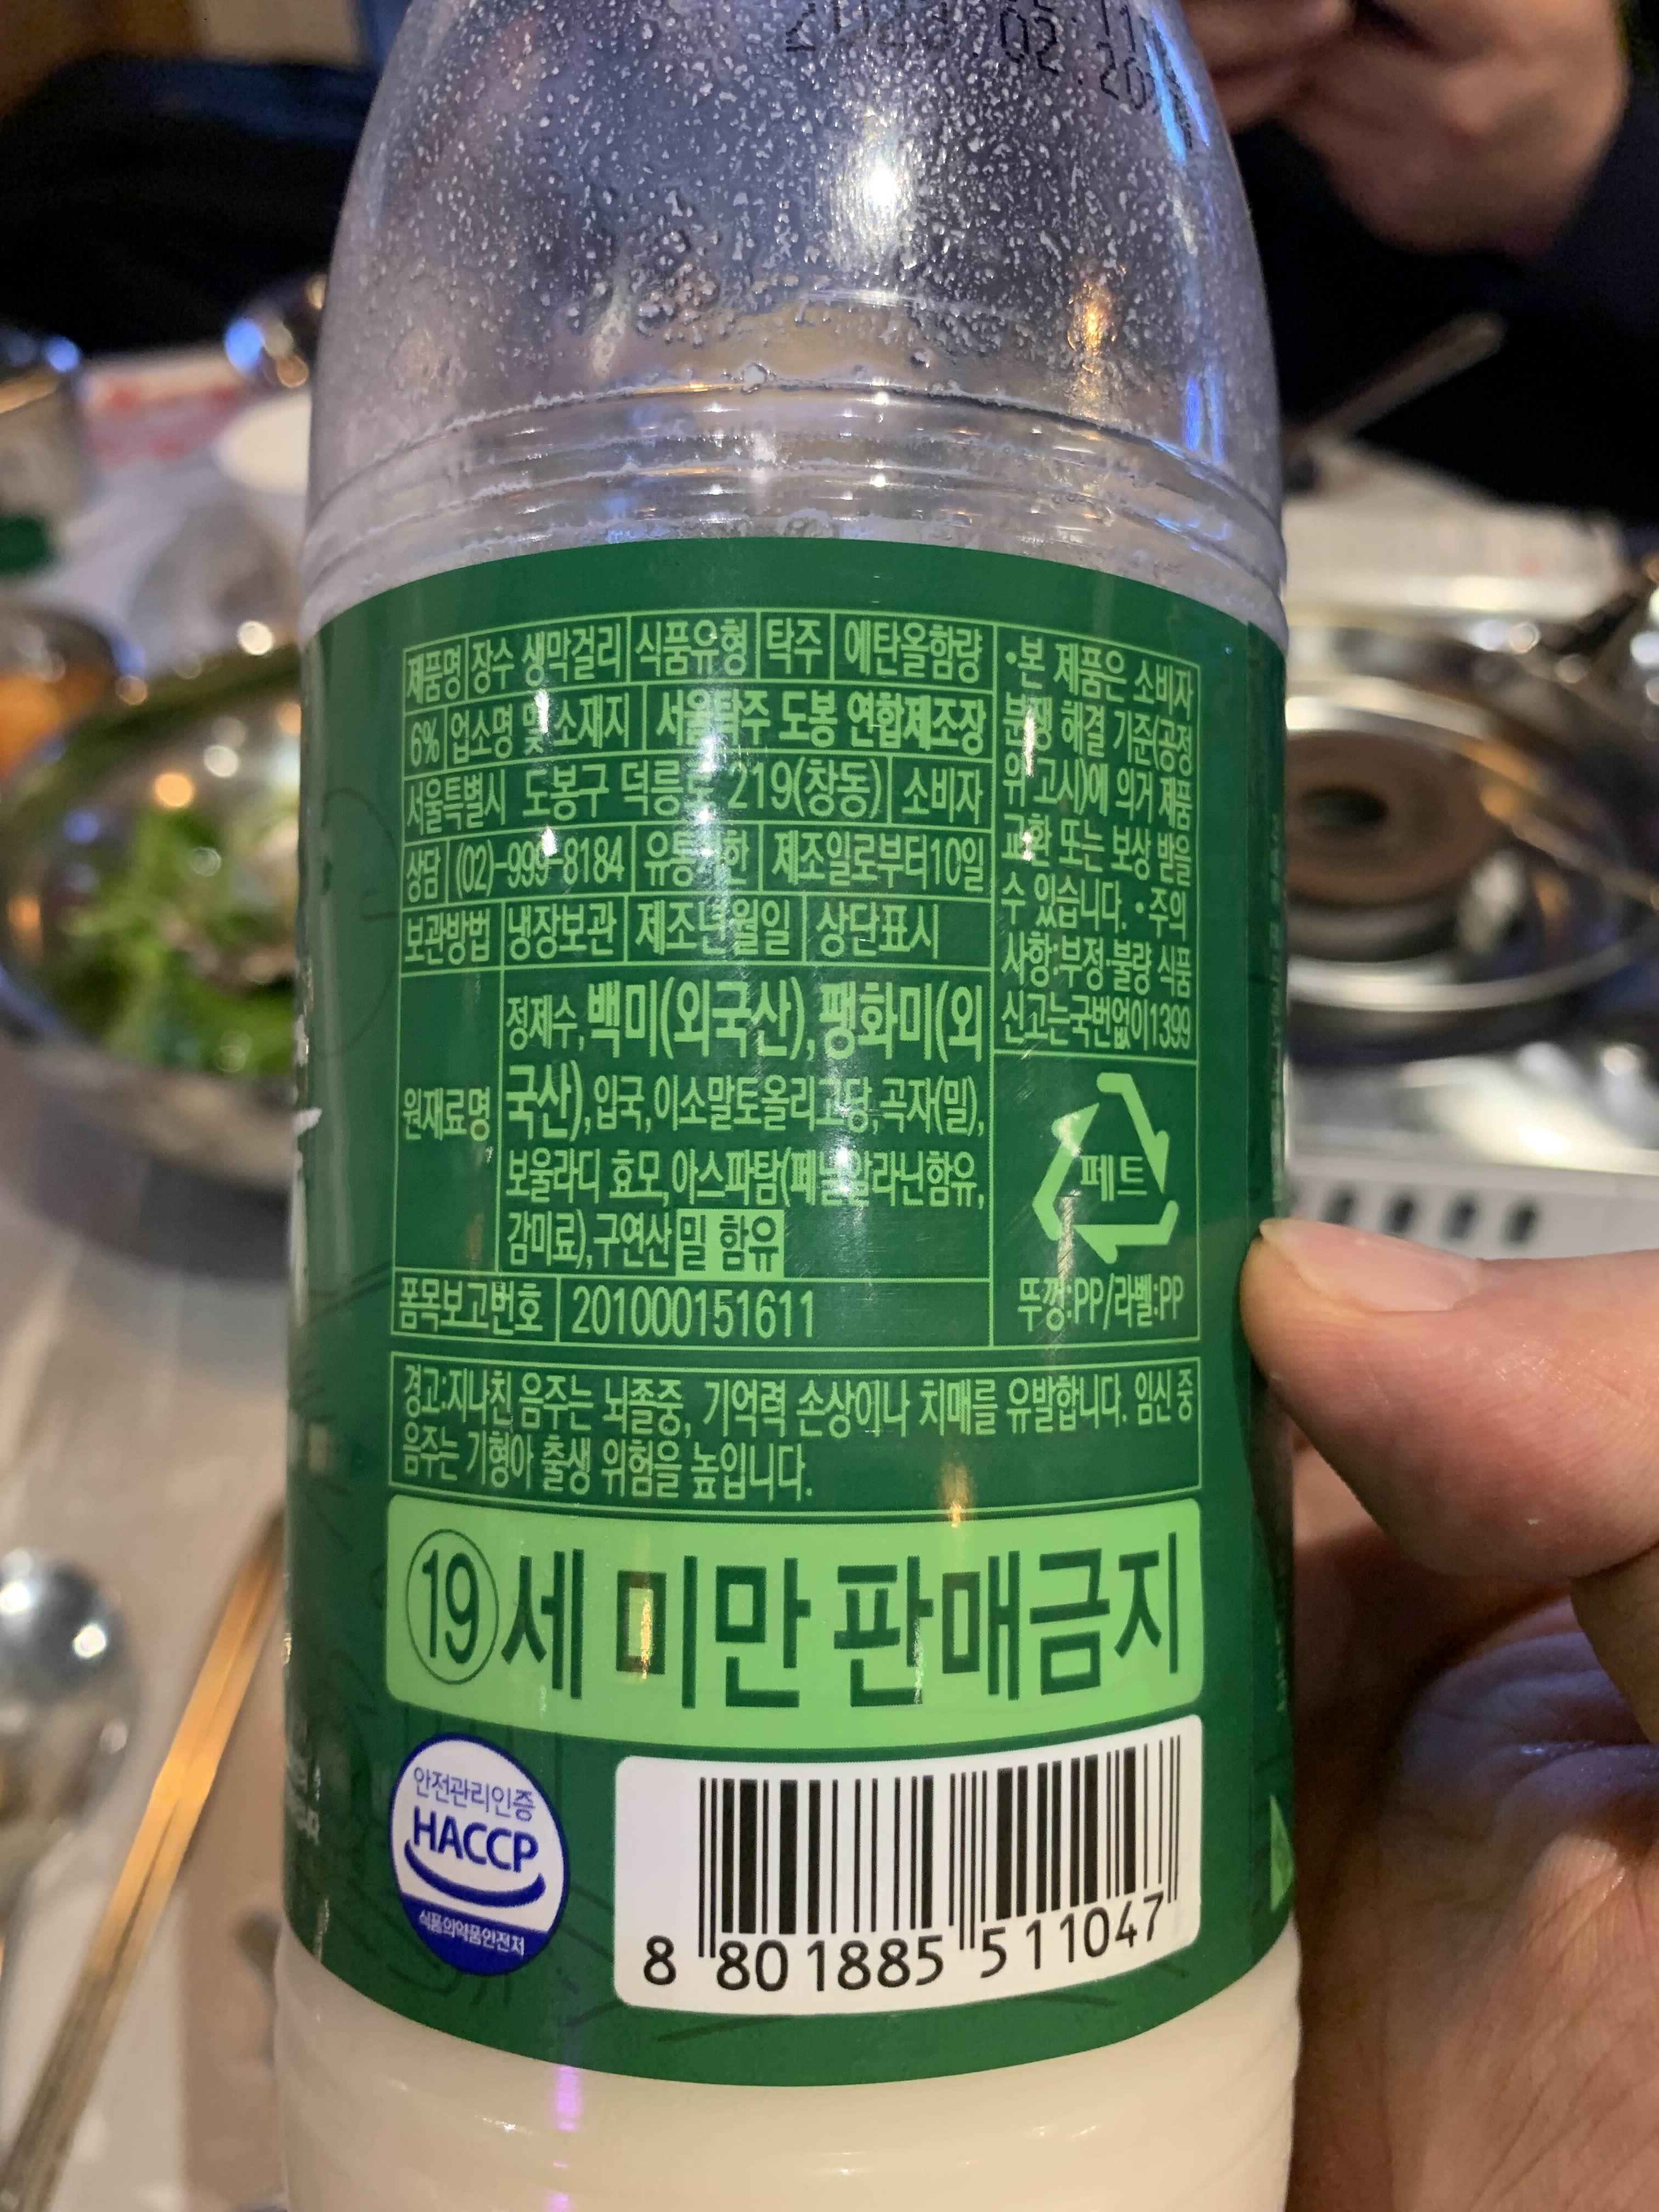 2023.02.11
02.20
제품명 장수 생막걸리 식품유형 탁주 에탄올함량
6% 업소명 및 소재지 서울탁주 도봉 연합제조장
서울특별시 도봉구 덕릉로 219(창동) 소비자
상담 (02)-999-8184 유통기한 제조일로부터10일
보관방법 냉장보관 제조년월일 상단표시
원재료명
정제수, 백미(외국산), 팽화미(외
국산), 입국, 이소말토올리고당, 곡자(밀),
보울라디 효모, 아스파탐(페닐알라닌함유,
감미료), 구연산 밀 함유
품목보고번호 201000151611
•본 제품은 소비자
분쟁 해결 기준(공정
위 고시)에 의거 제품
교환 또는 보상 받을
수 있습니다. •주의
사항:부정·불량 식품
신고는국번없이1399
페트
뚜껑:PP/라벨:PP
경고:지나친 음주는 뇌졸중, 기억력 손상이나 치매를 유발합니다. 임신 중
음주는 기형아 출생 위험을 높입니다.
19세 미만 판매금지
안전관리인증
HACCP
식품의약품안전처
8 801885 511047